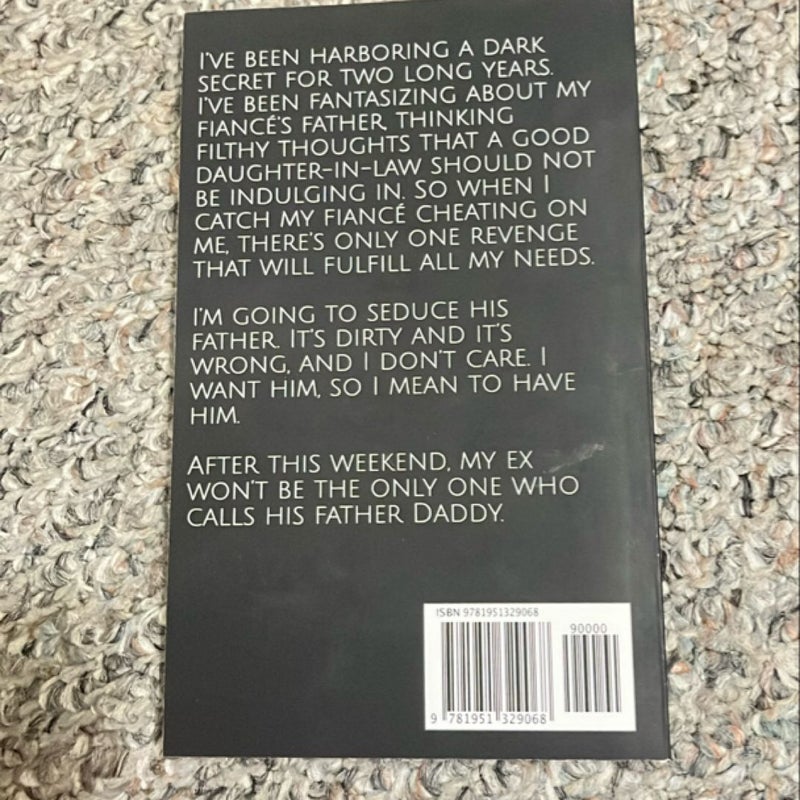 I'VE BEEN HARBORING A DARK
SECRET FOR TWO LONG YEARS.
I'VE BEEN FANTASIZING ABOUT MY
FIANCÉ'S FATHER, THINKING
FILTHY THOUGHTS THAT A GOOD
DAUGHTER-IN-LAW SHOULD NOT
BE INDULGING IN. SO WHEN I
CATCH MY FIANCÉ CHEATING ON
ME, THERE'S ONLY ONE REVENGE
THAT WILL FULFILL ALL MY NEEDS.
I'M GOING TO SEDUCE HIS
FATHER. IT'S DIRTY AND IT'S
WRONG, AND I DON'T CARE. I
WANT HIM, SO I MEAN TO HAVE
HIM.
AFTER THIS WEEKEND, MY EX
WON'T BE THE ONLY ONE WHO
CALLS HIS FATHER DADDY.
ISBN 9781951329068
90000
9 781951 329068